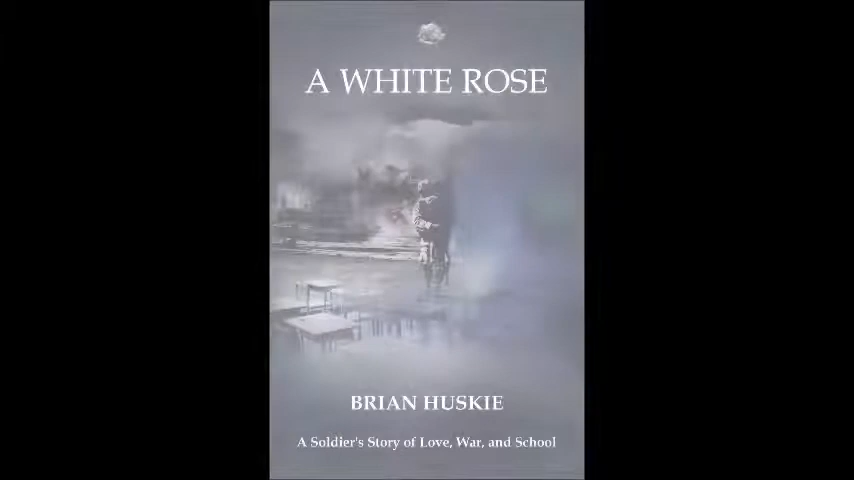 A WHITE ROSE
BRIAN HUSKIE
A Soldier's Story of Love, War, and School